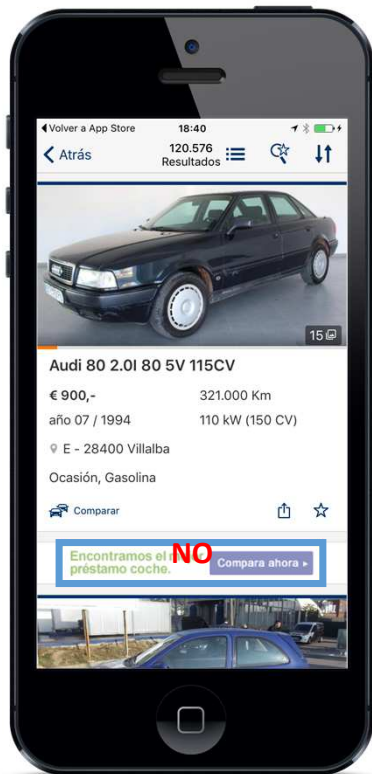 Volver a App Store 18:40
Atrás
120.576
Resultados
15
Audi 80 2.0I 80 5V 115CV
€ 900,- 321.000 Km
año 07 / 1994 110 kW (150 CV)
E - 28400 Villalba
Ocasión, Gasolina
Comparar
Encontramos el
NO
préstamo coche.
Compara ahora